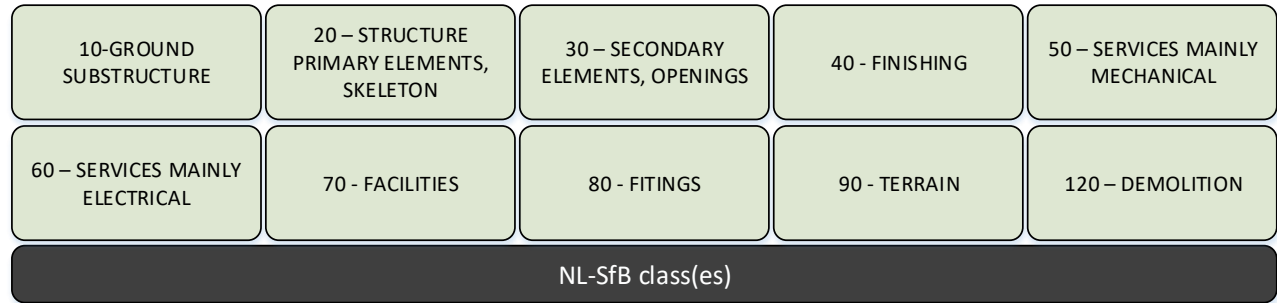 10-GROUND
SUBSTRUCTURE
20 – STRUCTURE
PRIMARY ELEMENTS,
SKELETON
30 – SECONDARY
ELEMENTS, OPENINGS
40 - FINISHING
50 – SERVICES MAINLY
MECHANICAL
60 – SERVICES MAINLY
ELECTRICAL
70 - FACILITIES
80 - FITINGS
90 - TERRAIN
120 – DEMOLITION
NL-SfB class(es)